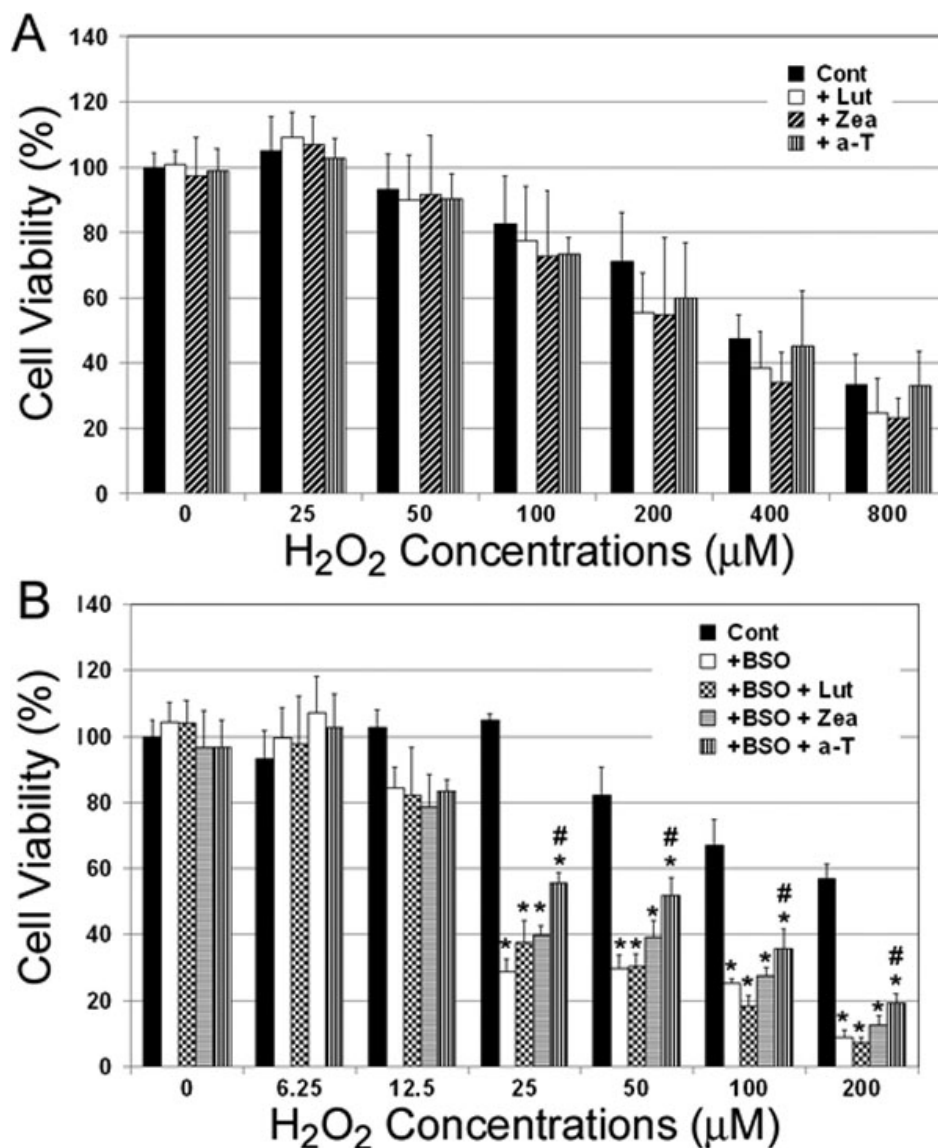 A
140
120
100
80
60
40
20
0
Cell Viability (%)
Cont
+ Lut
+ Zea
+ a-T
0 25 50 100 200 400 800
H₂O₂ Concentrations (μM)
B
140
120
100
80
60
40
20
0
Cell Viability (%)
Cont
+BSO
+BSO + Lut
+BSO + Zea
+BSO + a-T
# # # #
* * * * * * * * * * * * * * * *
0 6.25 12.5 25 50 100 200
H₂O₂ Concentrations (μM)